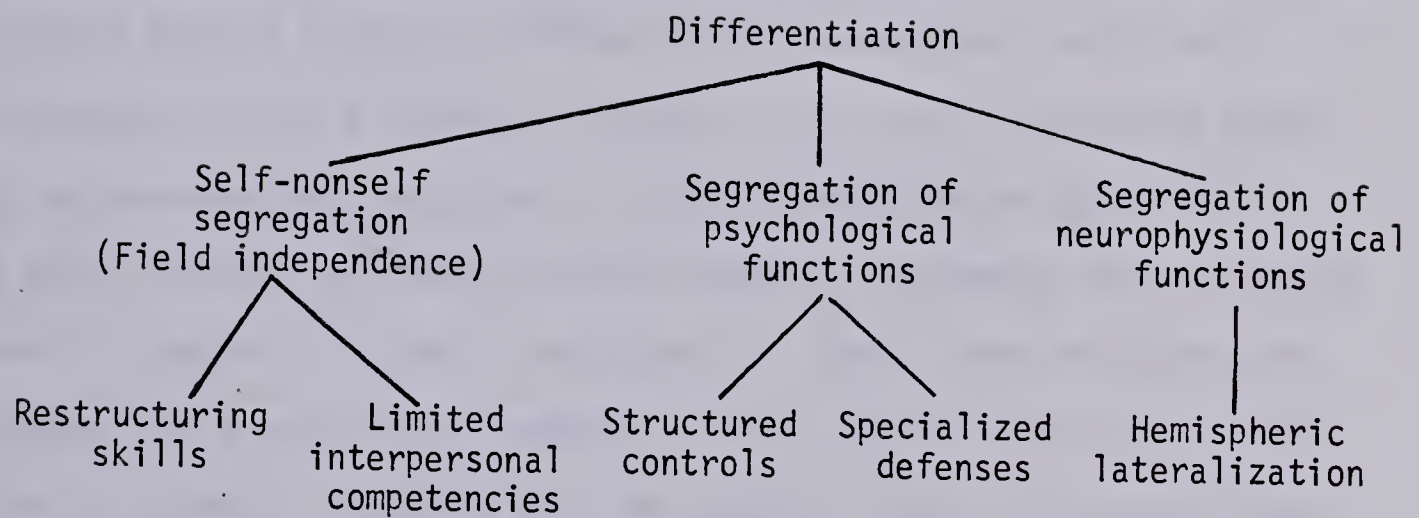 Differentiation
Self-nonself
segregation
(Field independence)
Segregation of
psychological
functions
Segregation of
neurophysiological
functions
Restructuring
skills
Limited
interpersonal
competencies
Structured
controls
Specialized
defenses
Hemispheric
lateralization